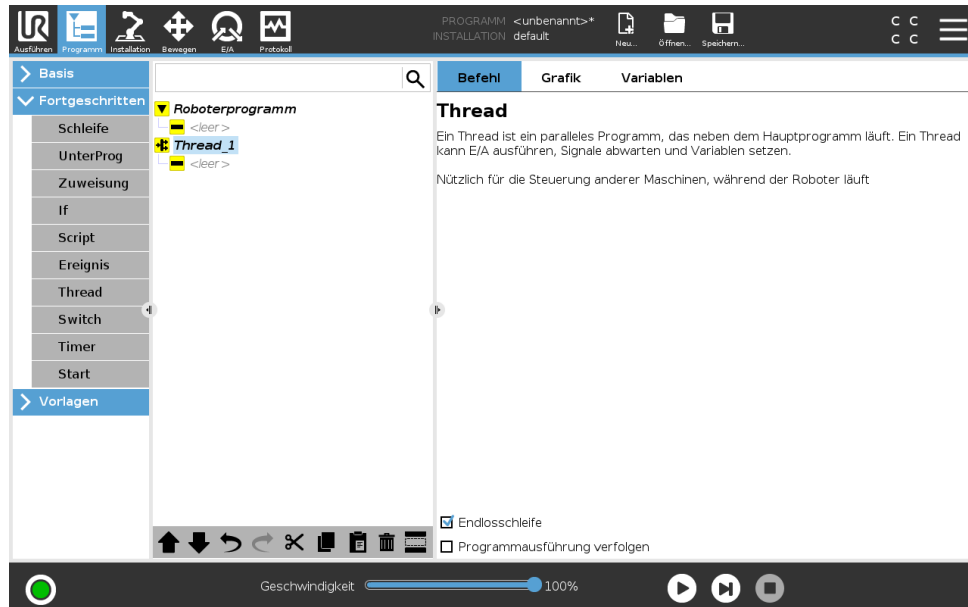 PROGRAMM <unbenannt>*
INSTALLATION default
Ausführen Programm Installation Bewegen E/A Protokoll
Neu... Öffnen... Speichern...
C C
C C
Basis
Fortgeschritten
Schleife
UnterProg
Zuweisung
If
Script
Ereignis
Thread
Switch
Timer
Start
Vorlagen
Roboterprogramm
<leer>
Thread_1
<leer>
Befehl Grafik Variablen
Thread
Ein Thread ist ein paralleles Programm, das neben dem Hauptprogramm läuft. Ein Thread
kann E/A ausführen, Signale abwarten und Variablen setzen.
Nützlich für die Steuerung anderer Maschinen, während der Roboter läuft
Endlosschleife
Programmausführung verfolgen
Geschwindigkeit 100%